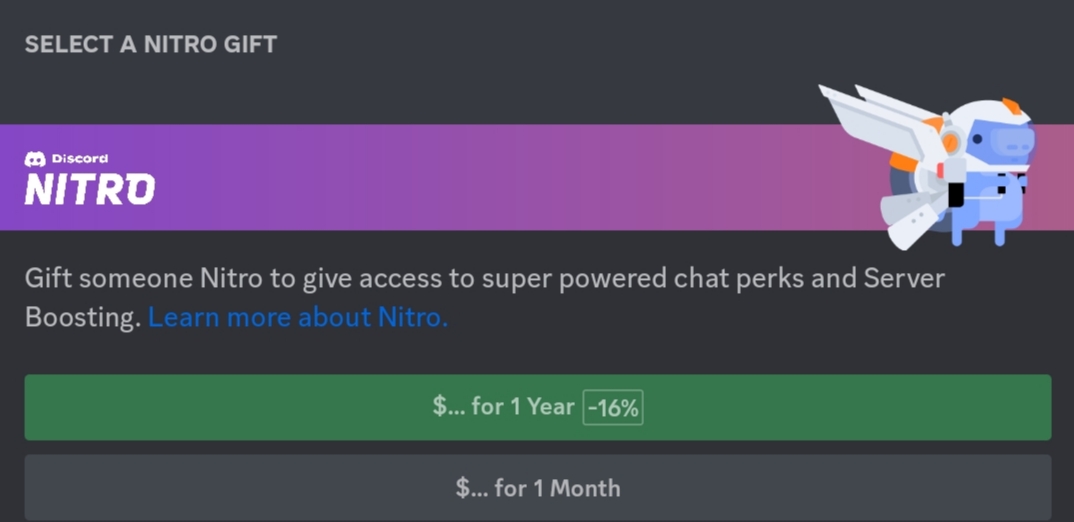 SELECT A NITRO GIFT
Discord
NITRO
Gift someone Nitro to give access to super powered chat perks and Server
Boosting. Learn more about Nitro.
$... for 1 Year -16%
$... for 1 Month